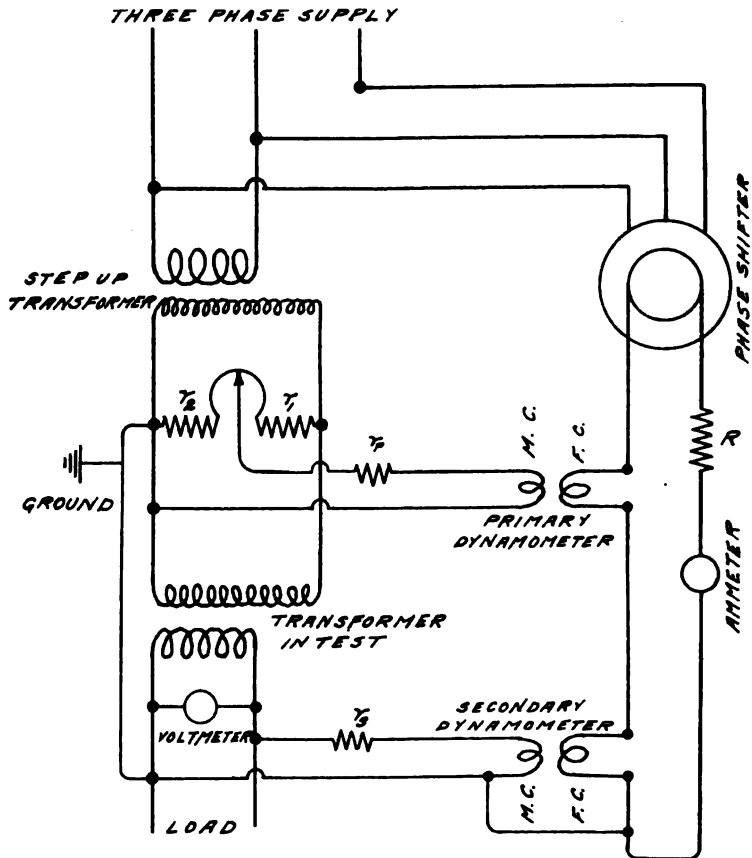 THREE PHASE SUPPLY
PHASE SHIFTER
STEP UP
TRANSFORMER
r2
r1
rP
M. C.
F. C.
R
GROUND
PRIMARY
DYNAMOMETER
AMMETER
TRANSFORMER
IN TEST
SECONDARY
DYNAMOMETER
VOLTMETER
rS
M. C.
F. C.
LOAD